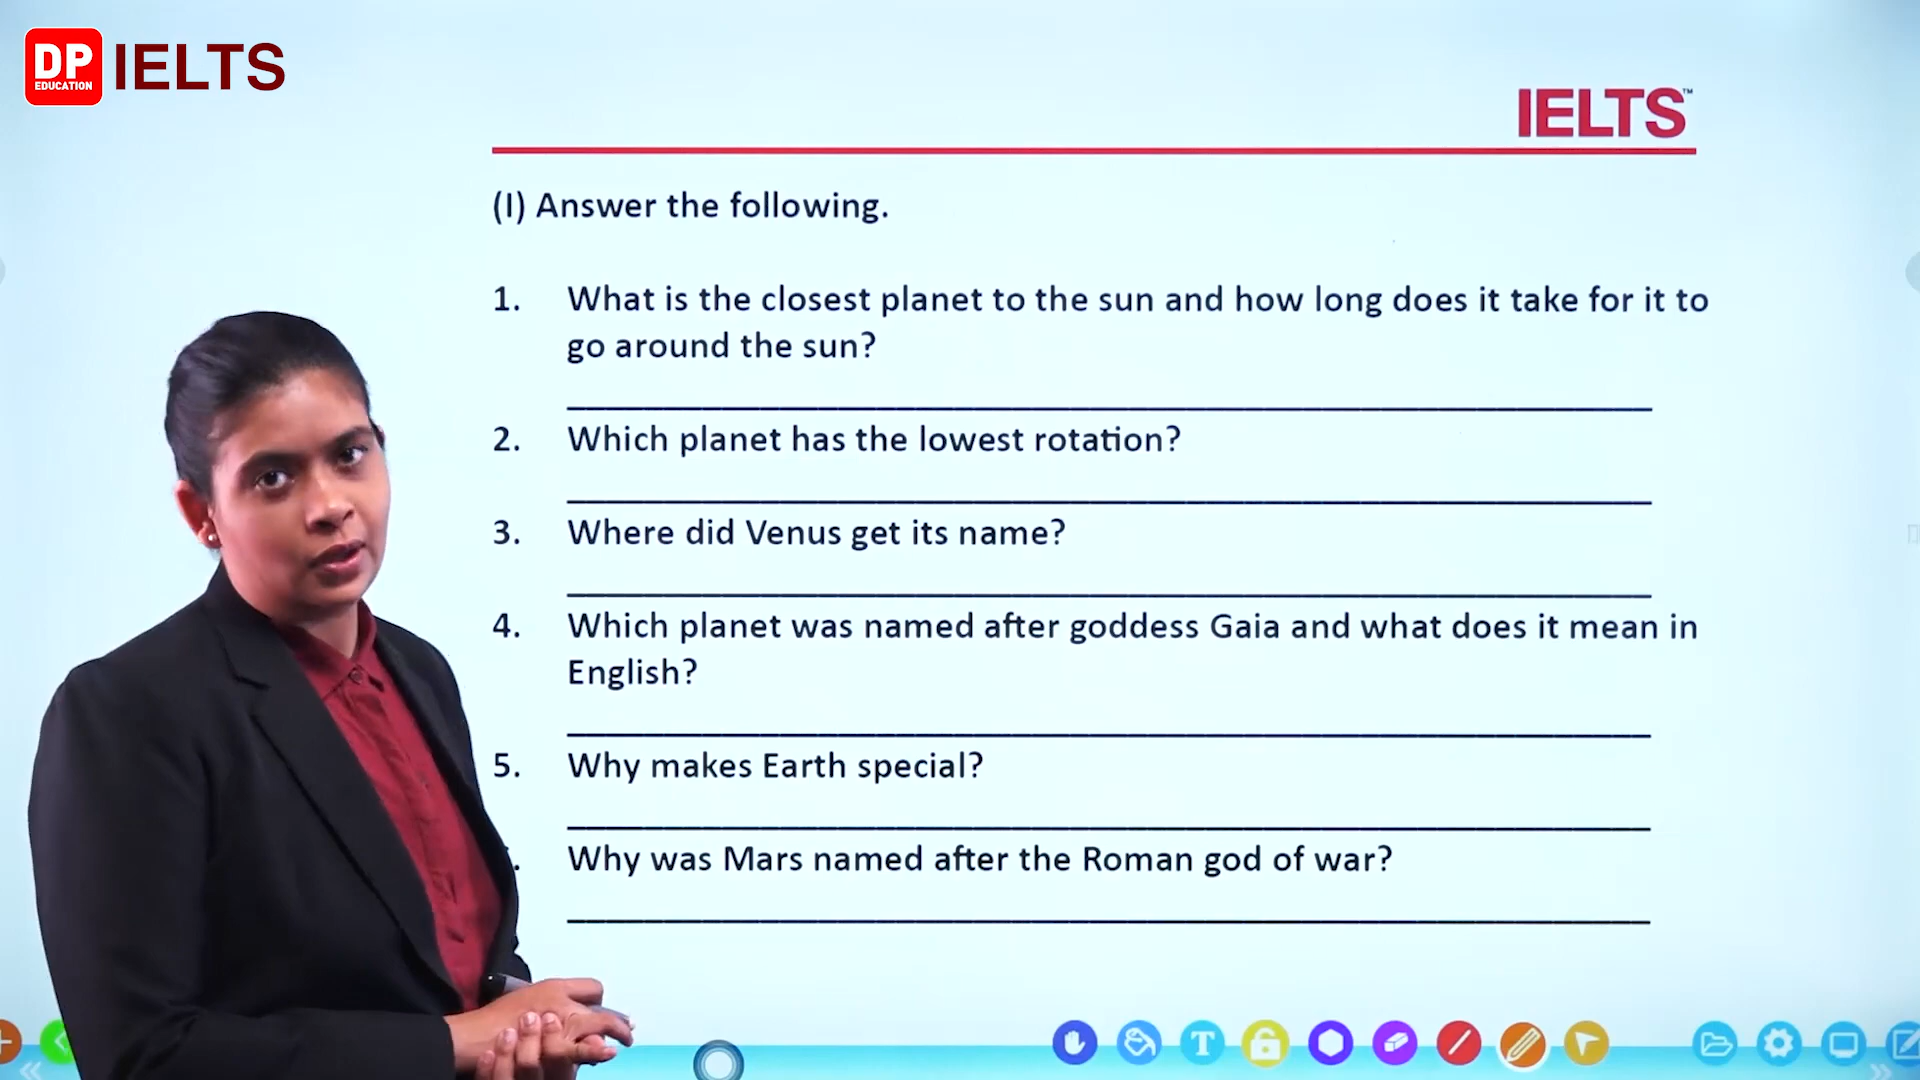 DP
EDUCATION
IELTS
IELTS™
(I) Answer the following.
1. What is the closest planet to the sun and how long does it take for it to
go around the sun?
2. Which planet has the lowest rotation?
3. Where did Venus get its name?
4. Which planet was named after goddess Gaia and what does it mean in
English?
5. Why makes Earth special?
Why was Mars named after the Roman god of war?